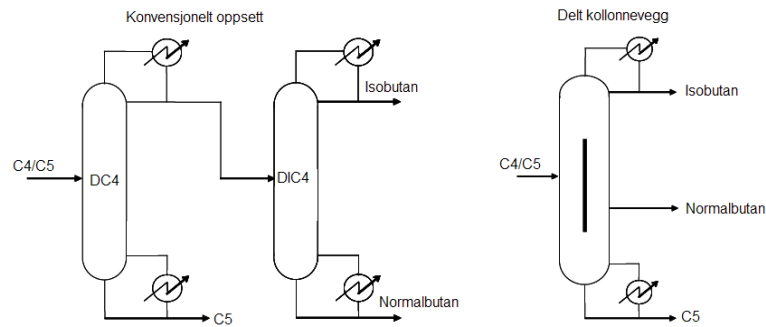 Konvensjonelt oppsett
Delt kollonnevegg
Isobutan
Isobutan
C4/C5
DC4
DIC4
C4/C5
Normalbutan
Normalbutan
C5
C5